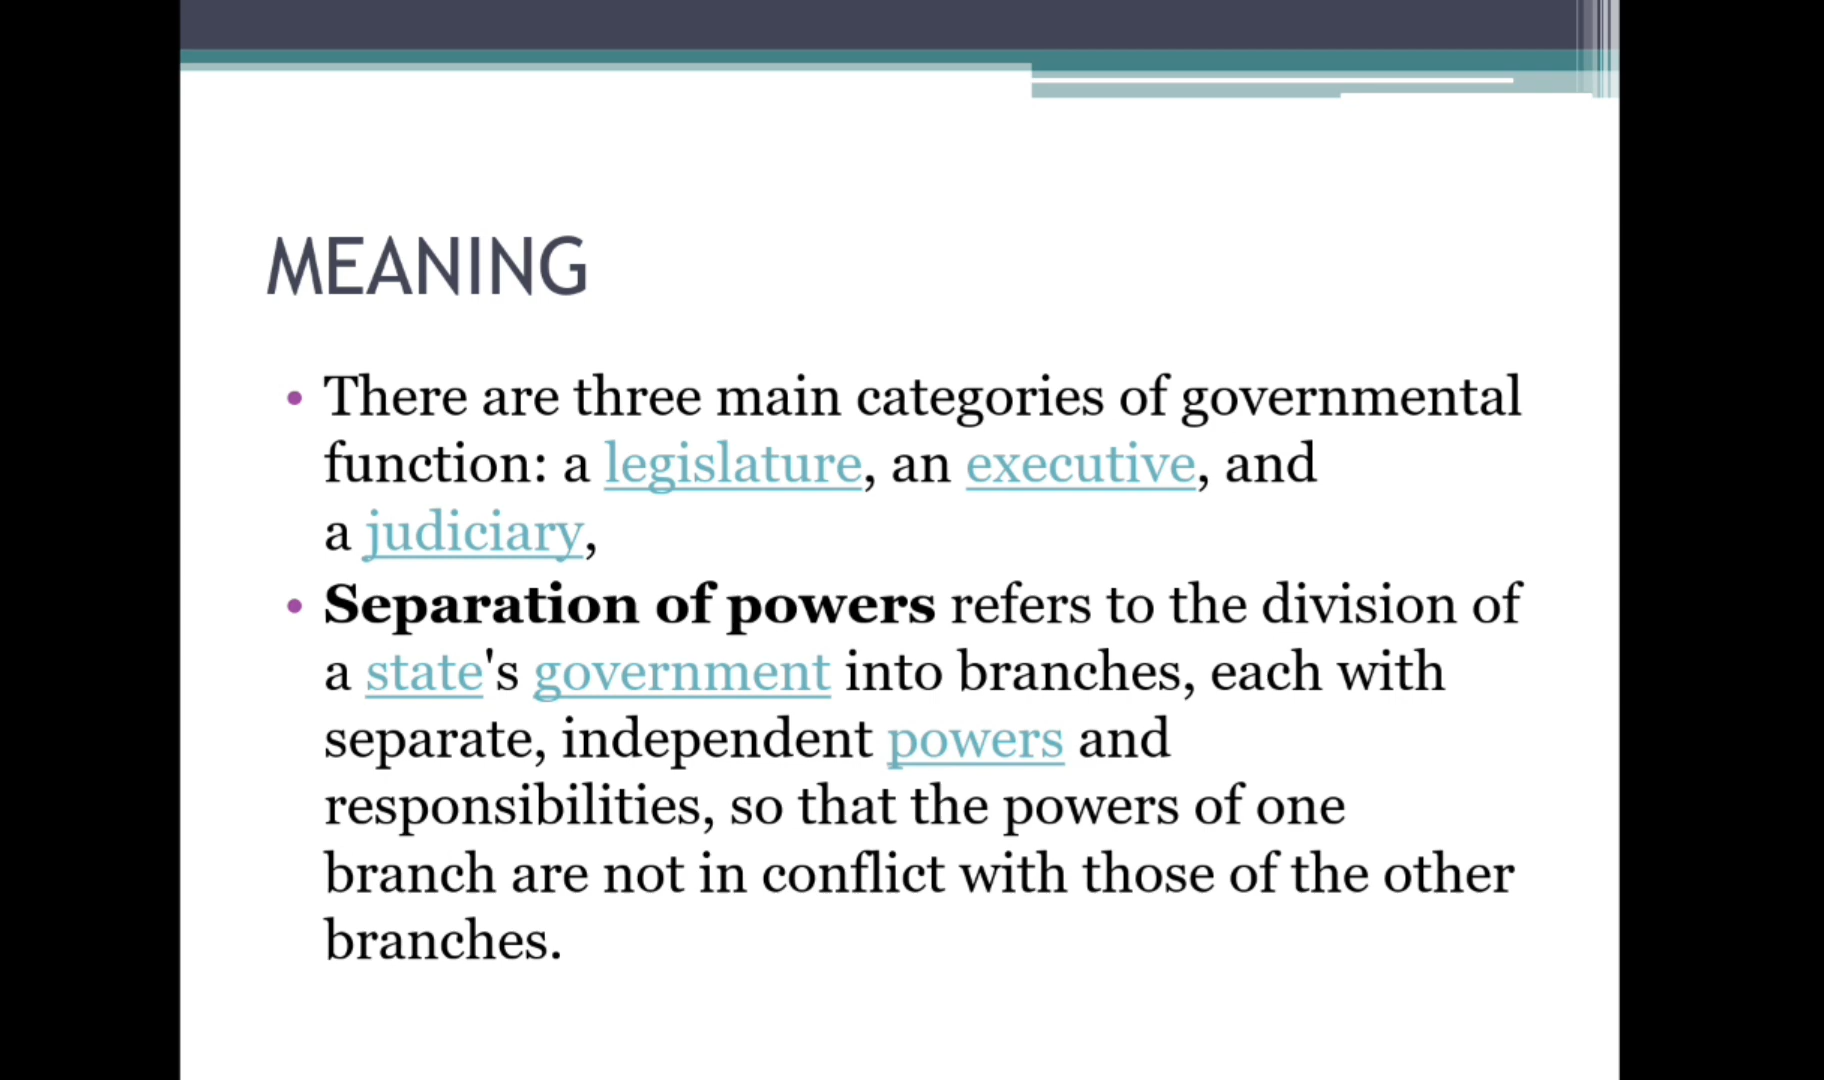 MEANING
• There are three main categories of governmental
function: a legislature, an executive, and
a judiciary,
• Separation of powers refers to the division of
a state's government into branches, each with
separate, independent powers and
responsibilities, so that the powers of one
branch are not in conflict with those of the other
branches.